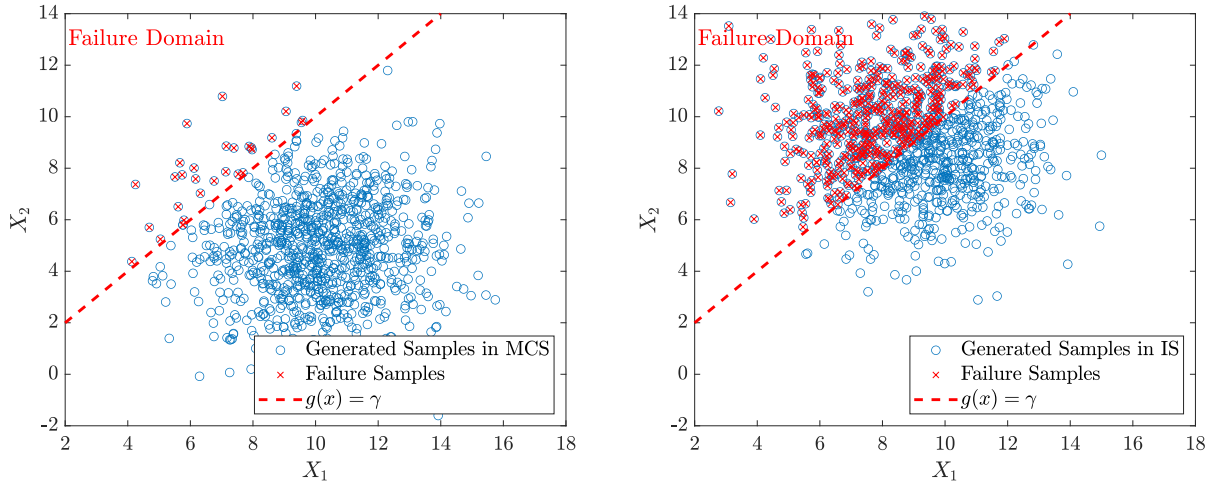 14
12
10
8
6
4
2
0
-2
X2
Failure Domain
Generated Samples in MCS
Failure Samples
g(x) = γ
2 4 6 8 10 12 14 16 18
X1
14
12
10
8
6
4
2
0
-2
X2
Failure Domain
Generated Samples in IS
Failure Samples
g(x) = γ
2 4 6 8 10 12 14 16 18
X1